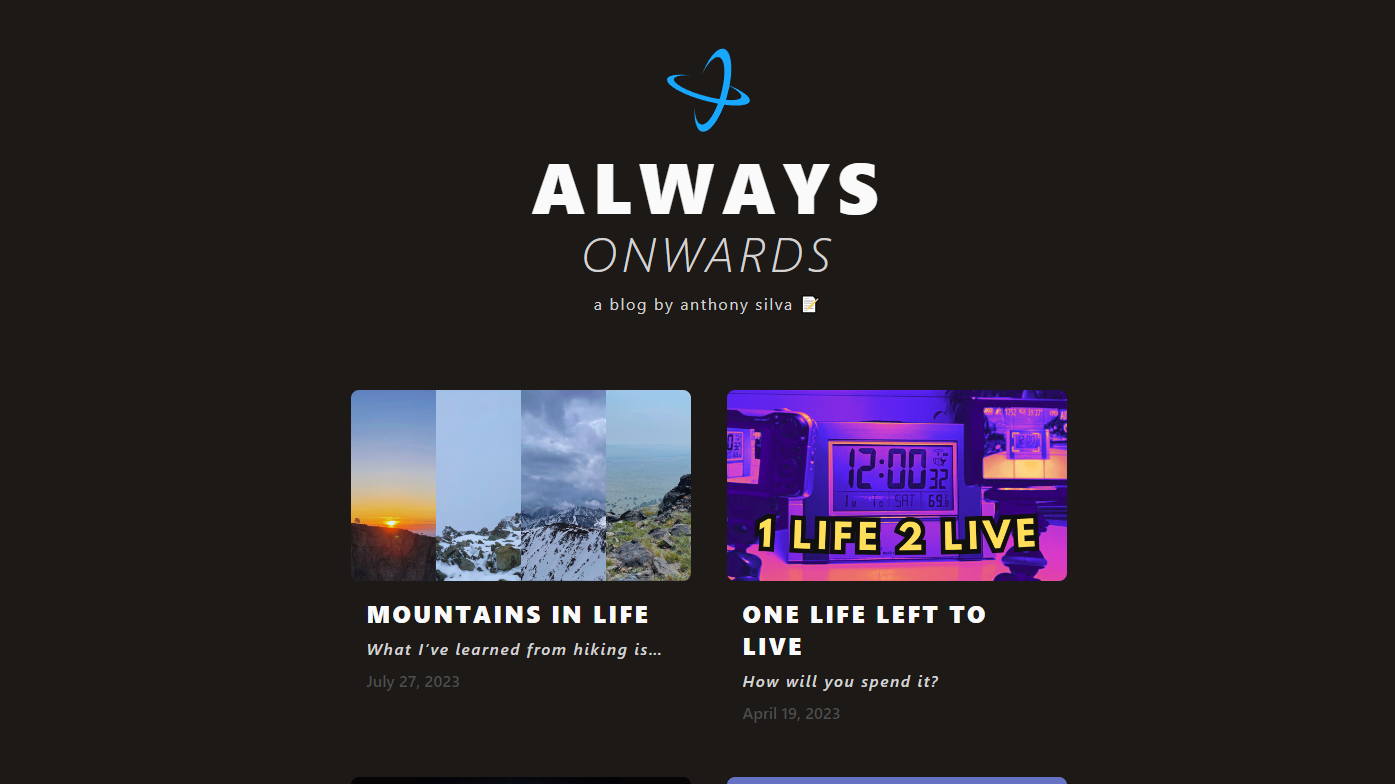 ALWAYS
ONWARDS
a blog by anthony silva 📝
12:00 32
SAT 69.
1 LIFE 2 LIVE
MOUNTAINS IN LIFE
What I've learned from hiking is…
July 27, 2023
ONE LIFE LEFT TO
LIVE
How will you spend it?
April 19, 2023